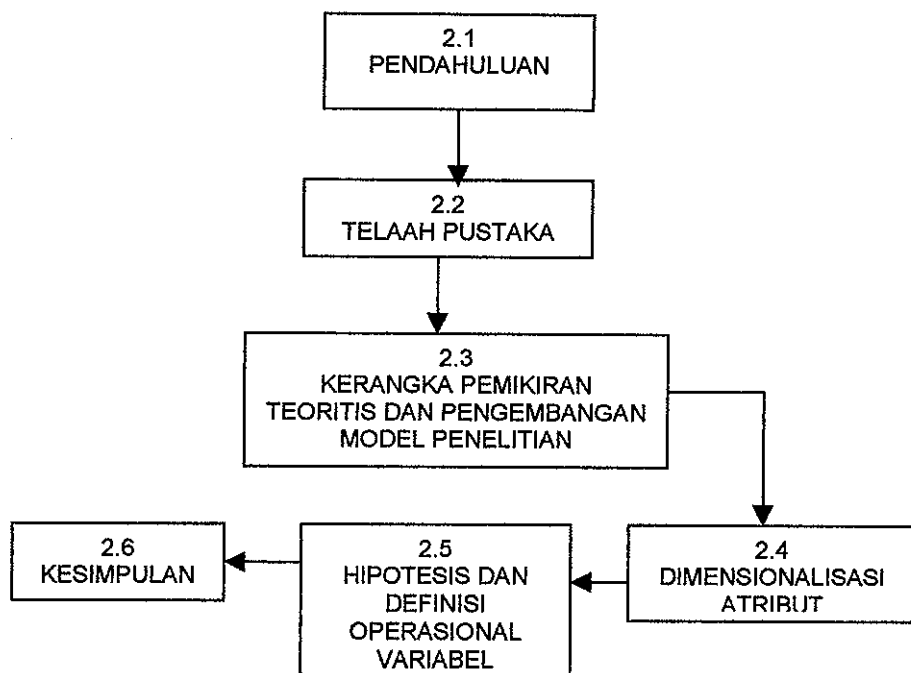 2.1
PENDAHULUAN
2.2
TELAAH PUSTAKA
2.3
KERANGKA PEMIKIRAN
TEORITIS DAN PENGEMBANGAN
MODEL PENELITIAN
2.4
DIMENSIONALISASI
ATRIBUT
2.5
HIPOTESIS DAN
DEFINISI
OPERASIONAL
VARIABEL
2.6
KESIMPULAN